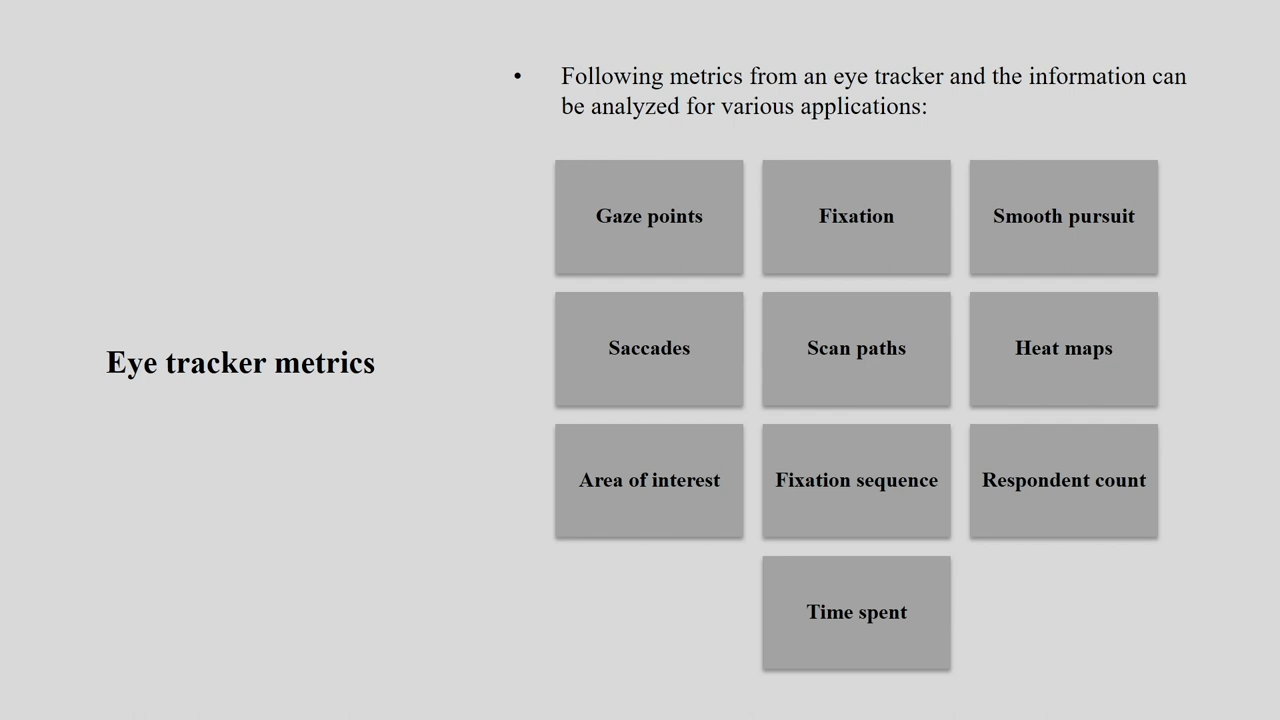 • Following metrics from an eye tracker and the information can
be analyzed for various applications:
Gaze points
Fixation
Smooth pursuit
Saccades
Scan paths
Heat maps
Eye tracker metrics
Area of interest
Fixation sequence
Respondent count
Time spent